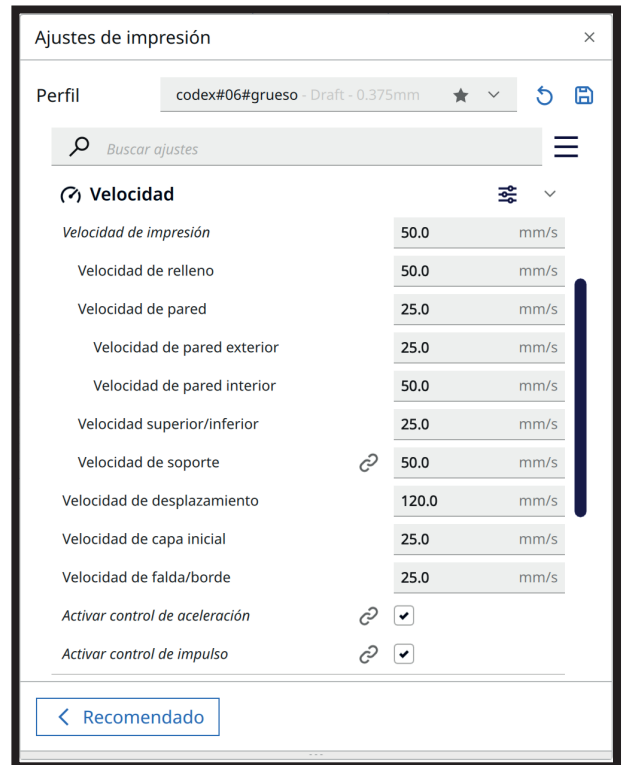 Ajustes de impresión
Perfil codex#06#grueso - Draft - 0.375mm
Buscar ajustes
Velocidad
Velocidad de impresión 50.0 mm/s
Velocidad de relleno 50.0 mm/s
Velocidad de pared 25.0 mm/s
Velocidad de pared exterior 25.0 mm/s
Velocidad de pared interior 50.0 mm/s
Velocidad superior/inferior 25.0 mm/s
Velocidad de soporte 50.0 mm/s
Velocidad de desplazamiento 120.0 mm/s
Velocidad de capa inicial 25.0 mm/s
Velocidad de falda/borde 25.0 mm/s
Activar control de aceleración
Activar control de impulso
Recomendado